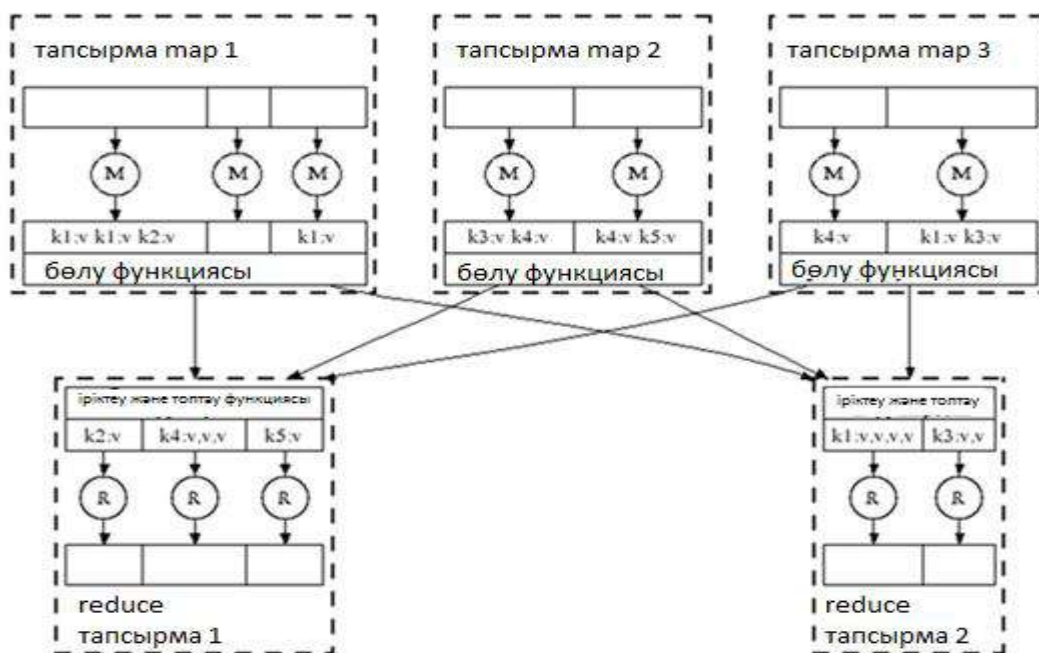 тапсырма map 1 тапсырма map 2 тапсырма map 3
M M M M M M M
k1:v k1:v k2:v k1:v k3:v k4:v k4:v k5:v k4:v k1:v k3:v
бөлу функциясы бөлу функциясы бөлу функциясы
іріктеу және топтау функциясы іріктеу және топтау
k2:v k4:v,v,v k5:v k1:v,v,v,v k3:v,v
R R R R R
reduce reduce
тапсырма 1 тапсырма 2